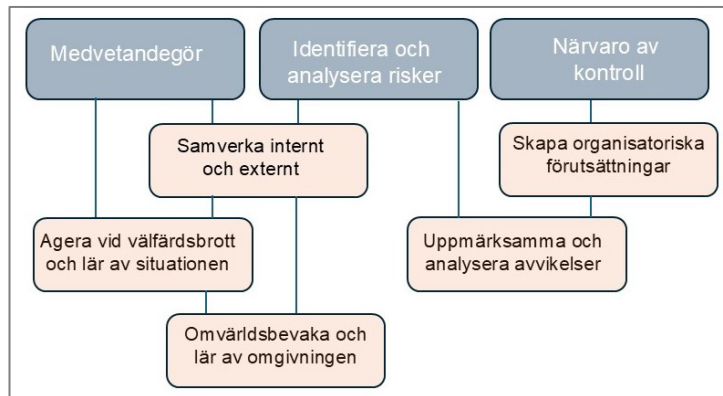 Medvetandegör
Identifiera och
analysera risker
Närvaro av
kontroll
Samverka internt
och externt
Skapa organisatoriska
förutsättningar
Agera vid välfärdsbrott
och lär av situationen
Uppmärksamma och
analysera avvikelser
Omvärldsbevaka och
lär av omgivningen